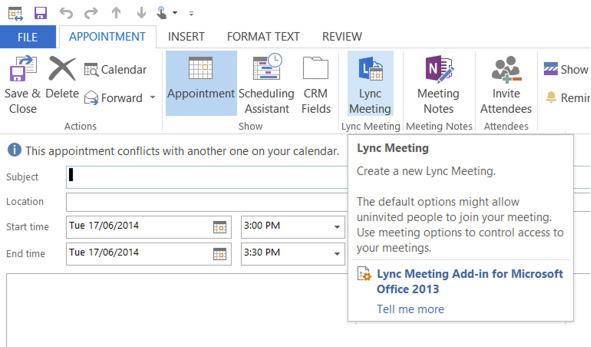 FILE APPOINTMENT INSERT FORMAT TEXT REVIEW
Save & Close
Delete
Calendar
Forward
Appointment
Scheduling Assistant
CRM Fields
Lync Meeting
Meeting Notes
Invite Attendees
Show
Actions Show Lync Meeting Meeting Notes Attendees
This appointment conflicts with another one on your calendar.
Subject
Location
Start time Tue 17/06/2014 3:00 PM
End time Tue 17/06/2014 3:30 PM
Lync Meeting
Create a new Lync Meeting.
The default options might allow
uninvited people to join your meeting.
Use meeting options to control access to
your meetings.
Lync Meeting Add-in for Microsoft
Office 2013
Tell me more